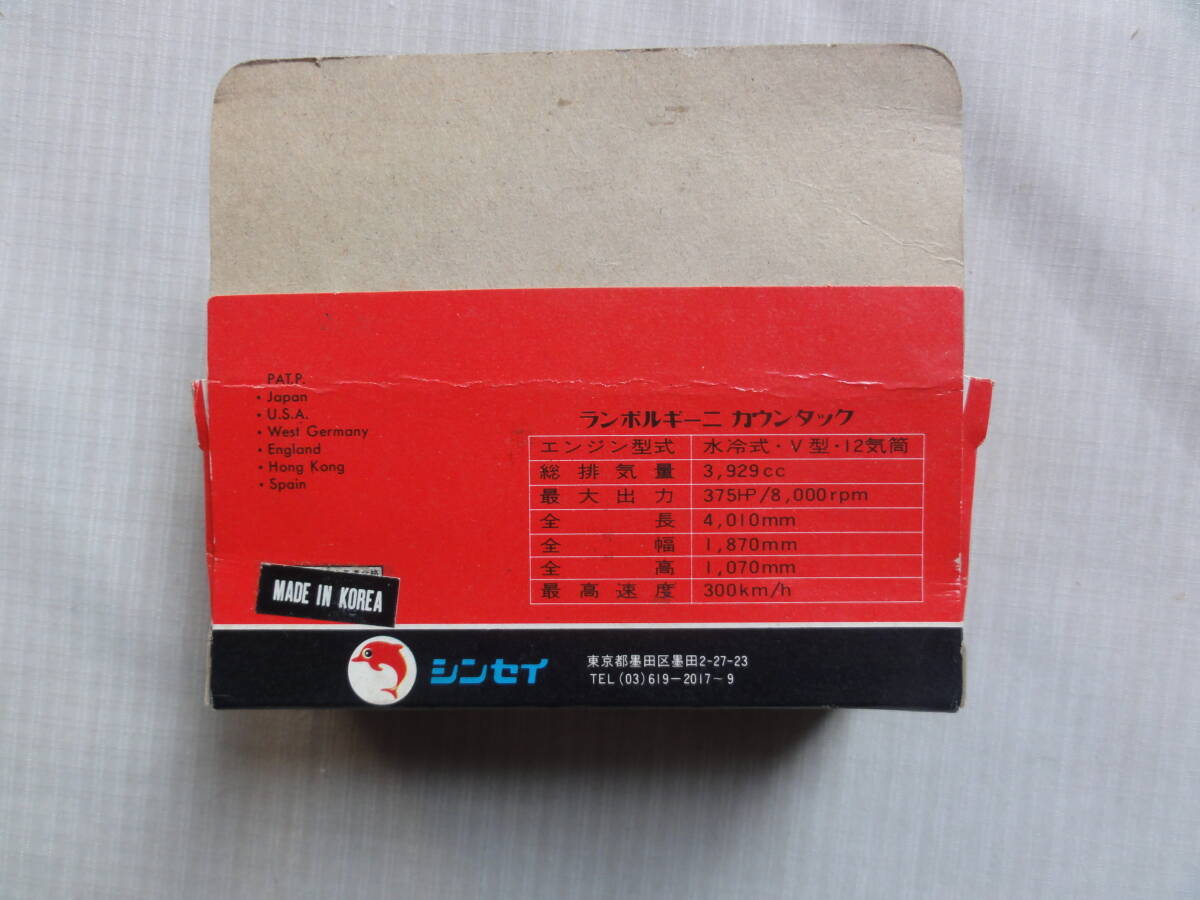 PAT.P.
• Japan
• U.S.A.
• West Germany
• England
• Hong Kong
• Spain
ランボルギーニ カウンタック
エンジン型式 水冷式・V型・12気筒
総排気量 3,929cc
最大出力 375HP/8,000rpm
全長 4,010mm
全幅 1,870mm
全高 1,070mm
最高速度 300km/h
MADE IN KOREA
シンセイ
東京都墨田区墨田2-27-23
TEL (03)619-2017~9